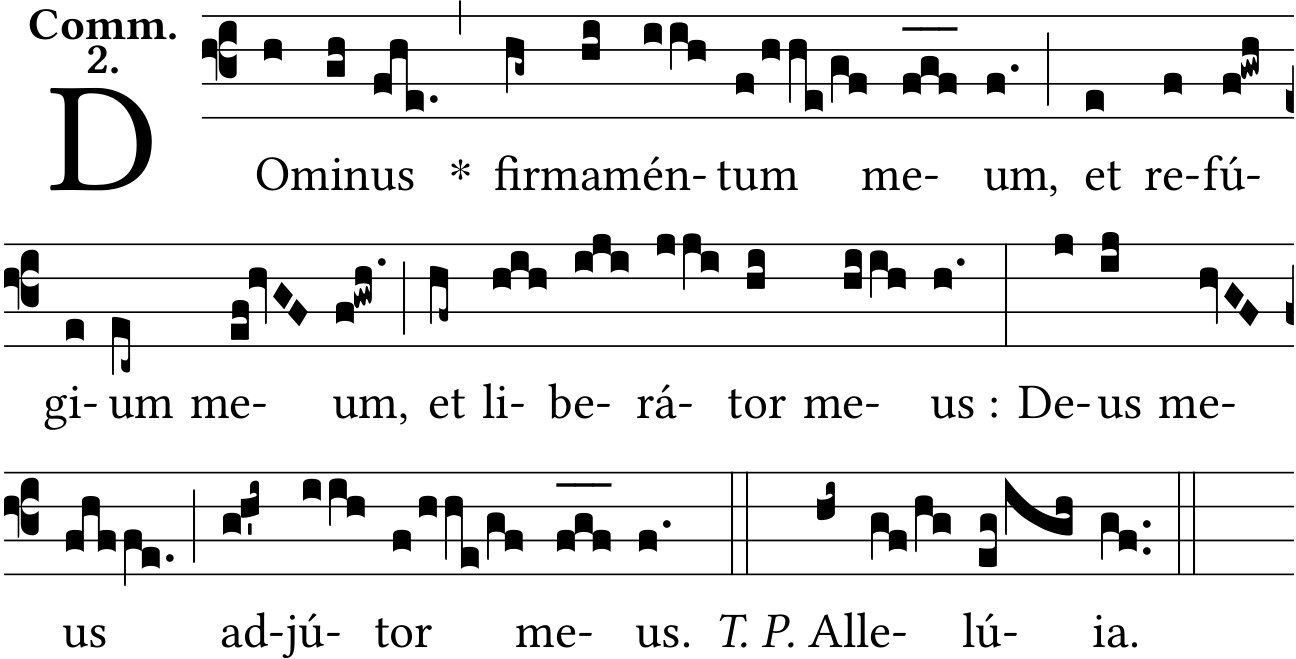 Comm.
2.
DOminus * firmamén-tum me-um, et re-fú-
gi-um me-um, et li-be-rá-tor me-us : De-us me-
us ad-jú-tor me-us. T. P. Alle-lú-ia.